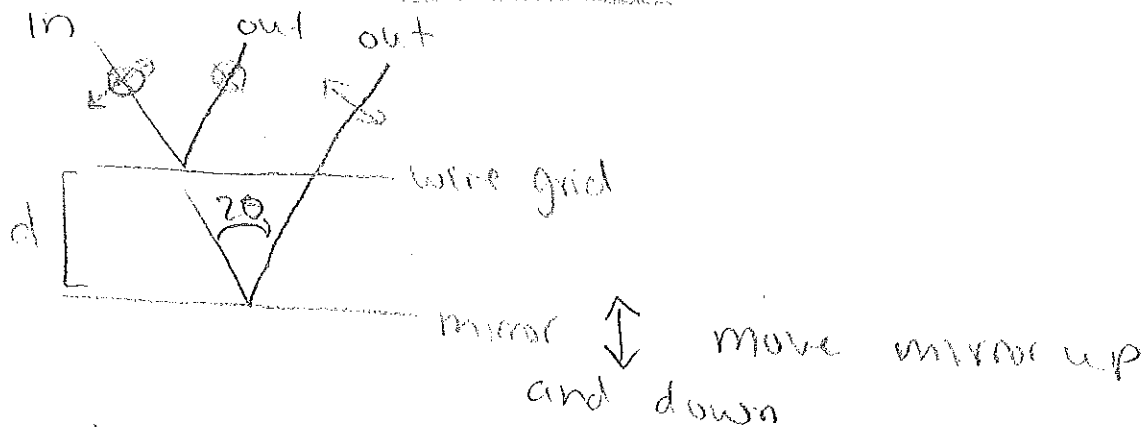 In out out
wire grid
2θ
d
mirror ↕ move mirror up
and down